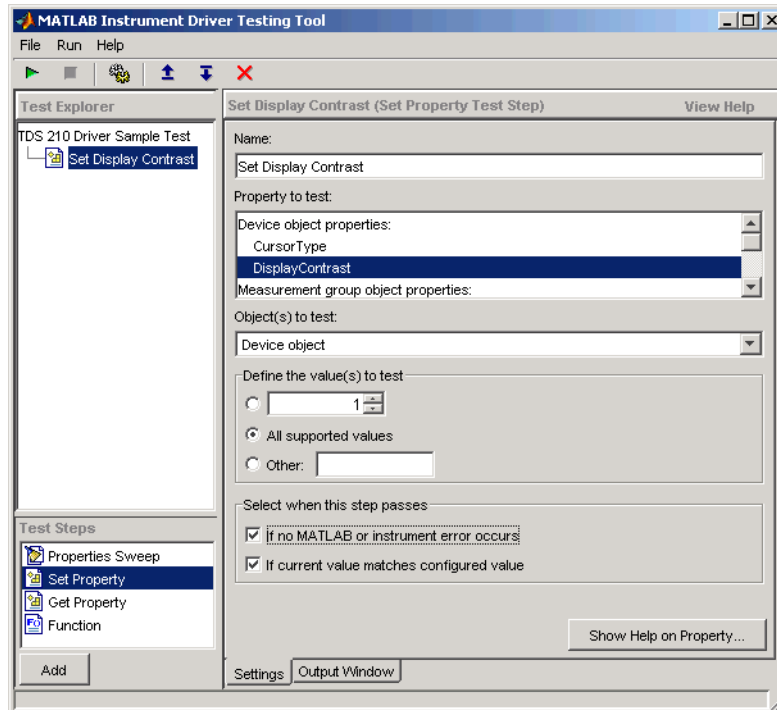 MATLAB Instrument Driver Testing Tool
File Run Help
Test Explorer
TDS 210 Driver Sample Test
Set Display Contrast
Test Steps
Properties Sweep
Set Property
Get Property
Function
Add
Set Display Contrast (Set Property Test Step) View Help
Name:
Set Display Contrast
Property to test:
Device object properties:
CursorType
DisplayContrast
Measurement group object properties:
Object(s) to test:
Device object
Define the value(s) to test
1
All supported values
Other:
Select when this step passes
If no MATLAB or instrument error occurs
If current value matches configured value
Show Help on Property...
Settings Output Window